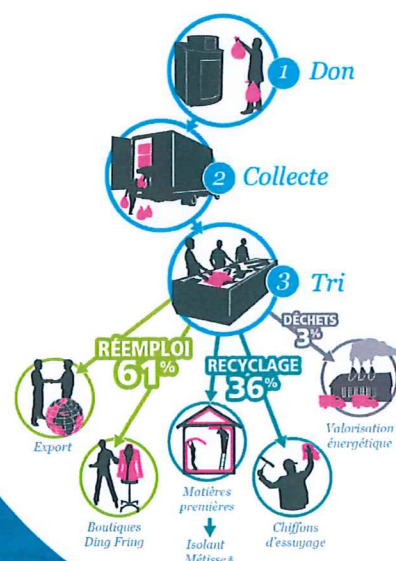 1 Don
2 Collecte
3 Tri
DÉCHETS
3%
RÉEMPLOI
61%
RECYCLAGE
36%
Export
Valorisation
énergétique
Boutiques
Ding Fring
Matières
premières
Chiffons
d'essuyage
Isolant
Métisse®